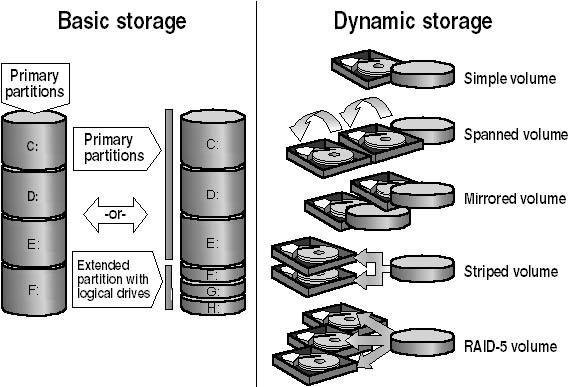 Basic storage
Primary
partitions
C:
D:
E:
F:
Primary
partitions
-or-
Extended
partition with
logical drives
C:
D:
E:
F:
G:
H:
Dynamic storage
Simple volume
Spanned volume
Mirrored volume
Striped volume
RAID-5 volume